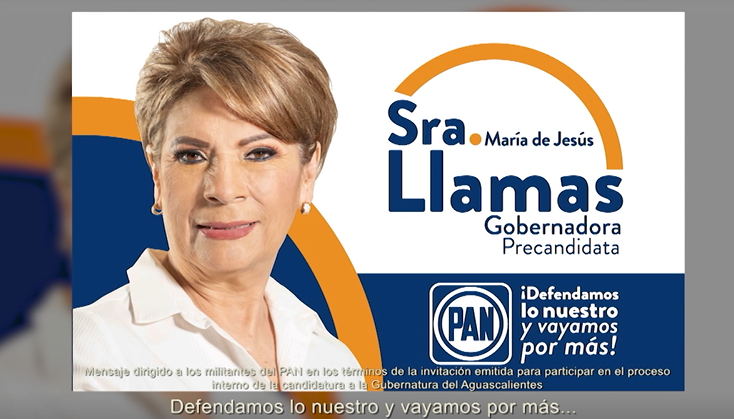 Sra. María de Jesús
Llamas
Gobernadora
Precandidata
PAN
¡Defendamos
lo nuestro
y vayamos
por más!
Mensaje dirigido a los militantes del PAN en los términos de la invitación emitida para participar en el proceso
interno de la candidatura a la Gubernatura del Aguascalientes
Defendamos lo nuestro y vayamos por más...